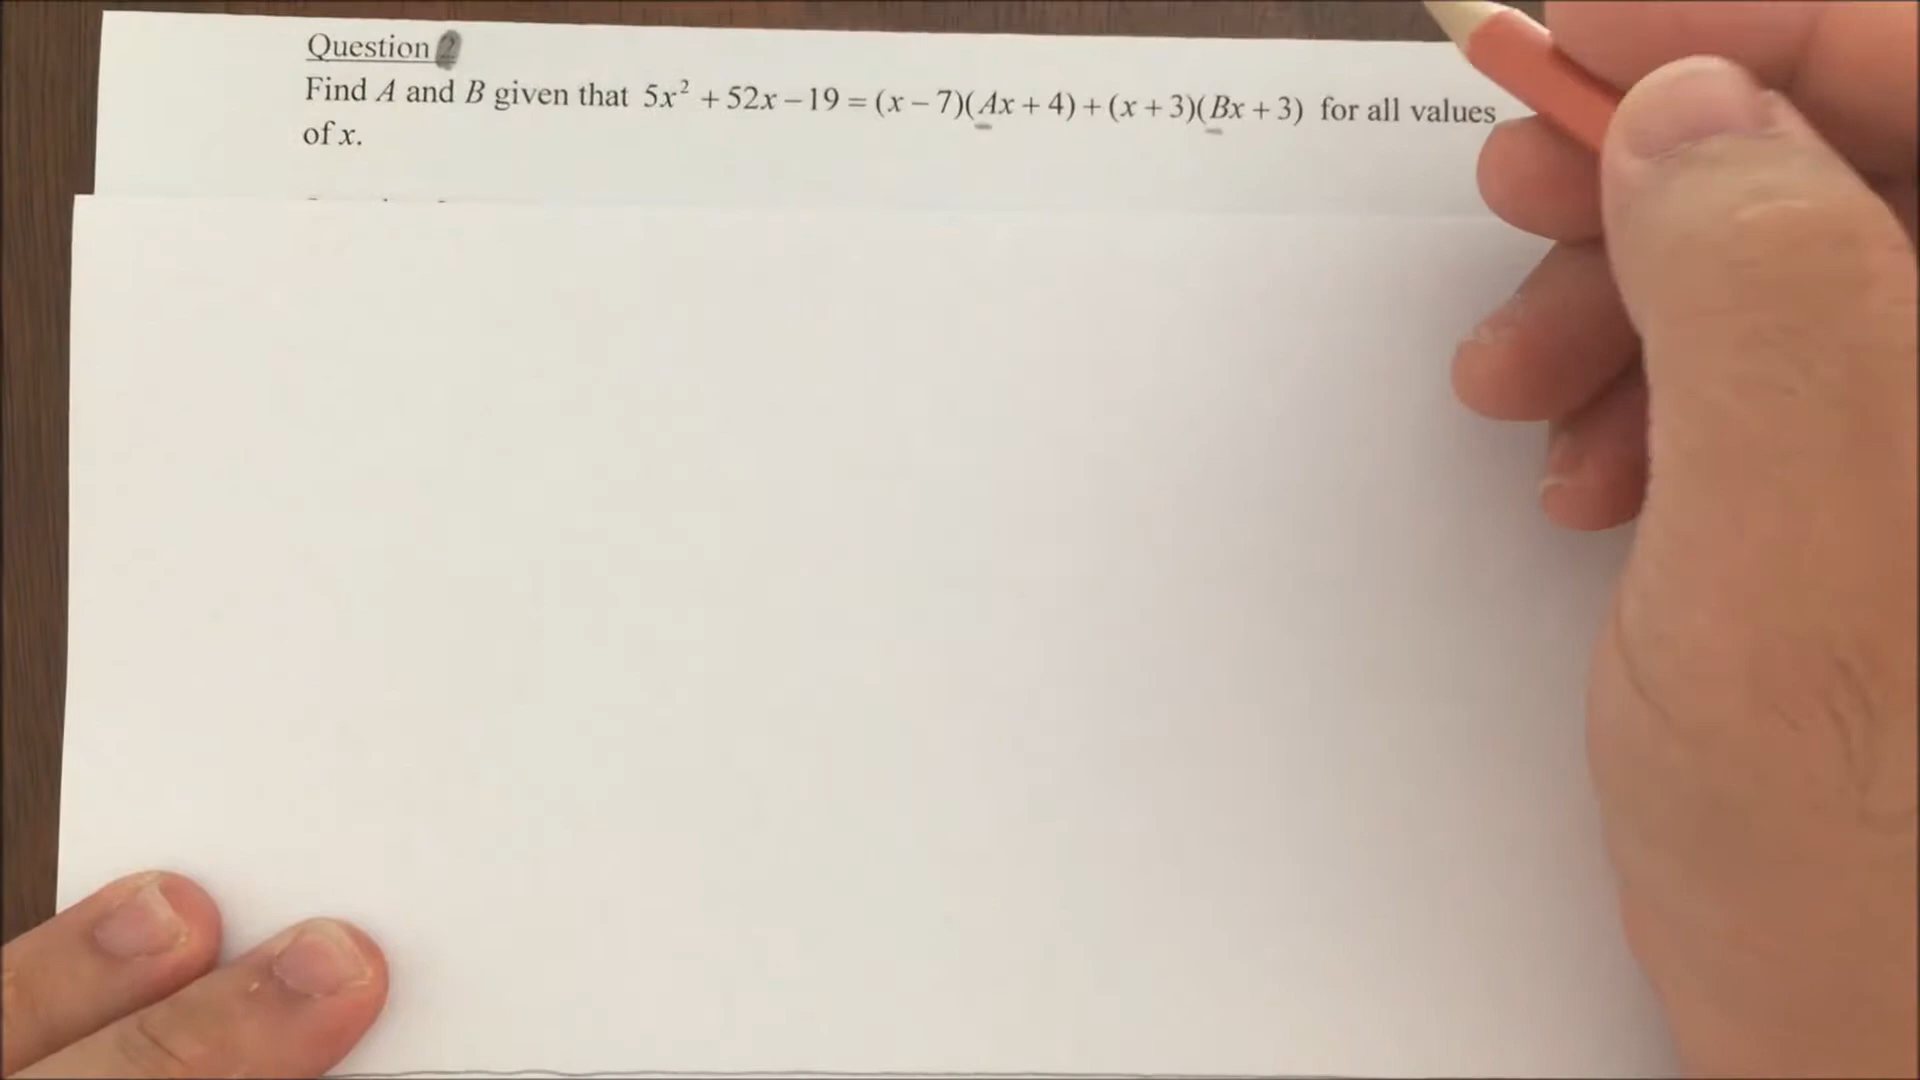 Question 2
Find A and B given that 5x² + 52x − 19 = (x − 7)(Ax + 4) + (x + 3)(Bx + 3) for all values
of x.